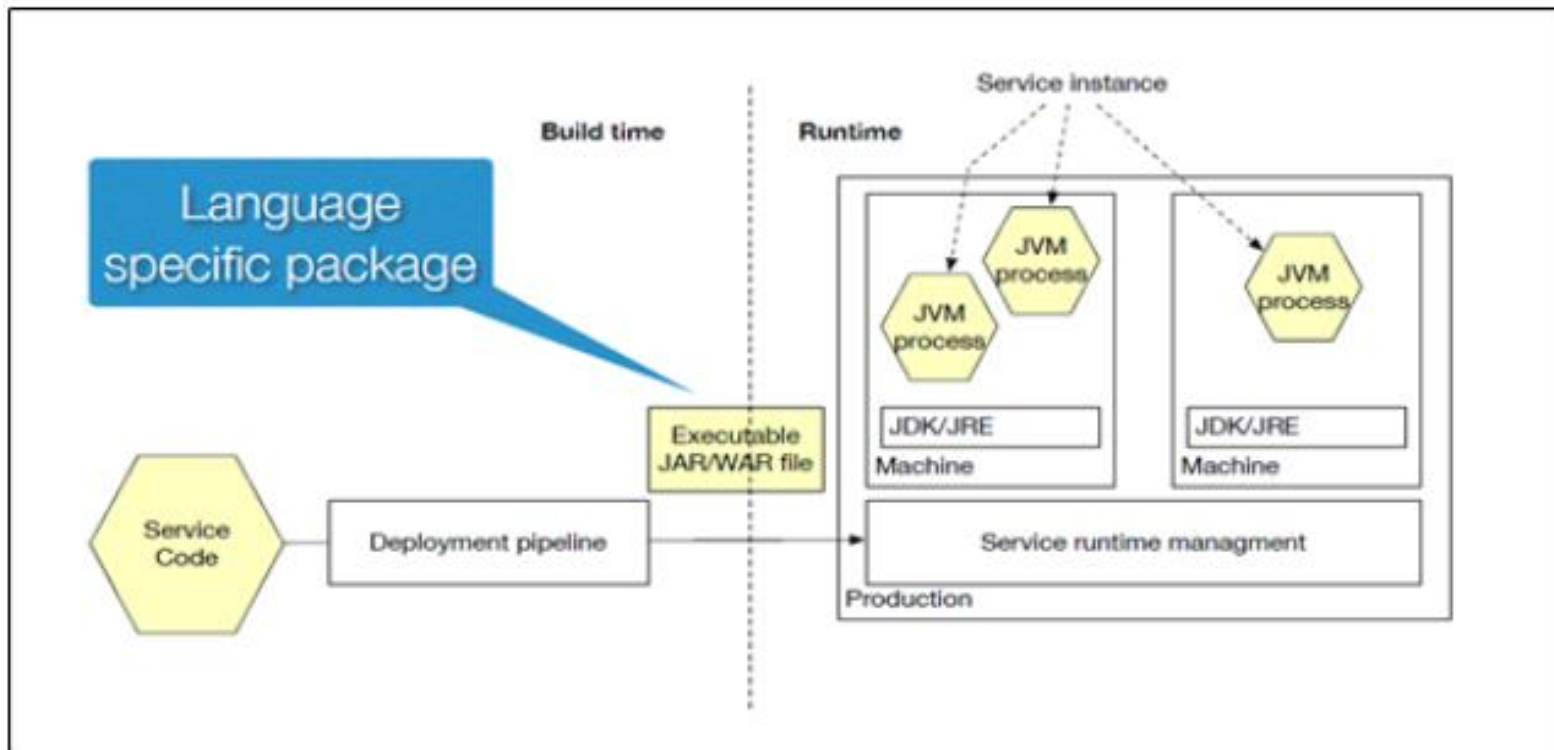 Service instance
Build time
Runtime
Language
specific package
JVM
process
JVM
process
JVM
process
JDK/JRE
Machine
JDK/JRE
Machine
Executable
JAR/WAR file
Service
Code
Deployment pipeline
Service runtime managment
Production